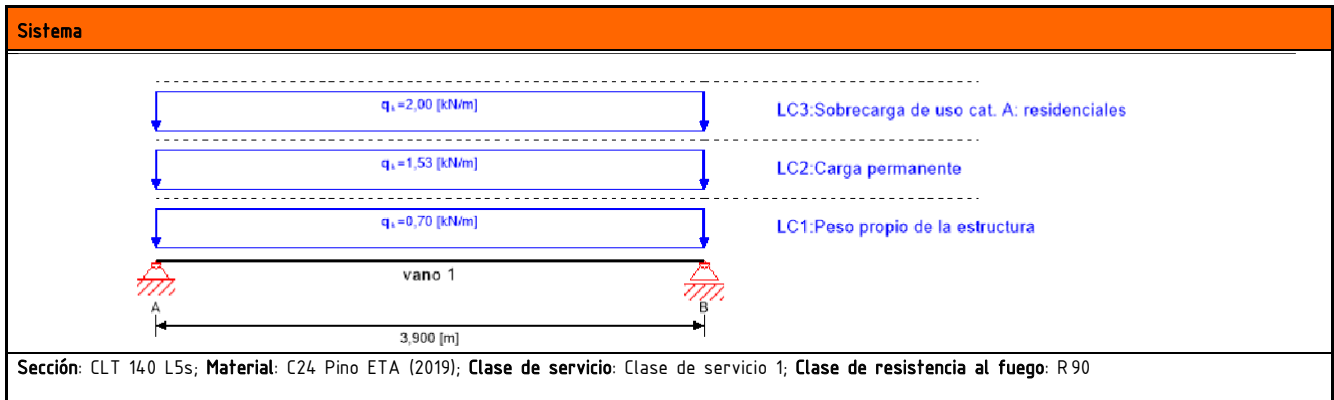 Sistema
qₖ=2,00 [kN/m]
LC3:Sobrecarga de uso cat. A: residenciales
qₖ=1,53 [kN/m]
LC2:Carga permanente
qₖ=0,70 [kN/m]
LC1:Peso propio de la estructura
vano 1
A
B
3,900 [m]
Sección: CLT 140 L5s; Material: C24 Pino ETA (2019); Clase de servicio: Clase de servicio 1; Clase de resistencia al fuego: R 90